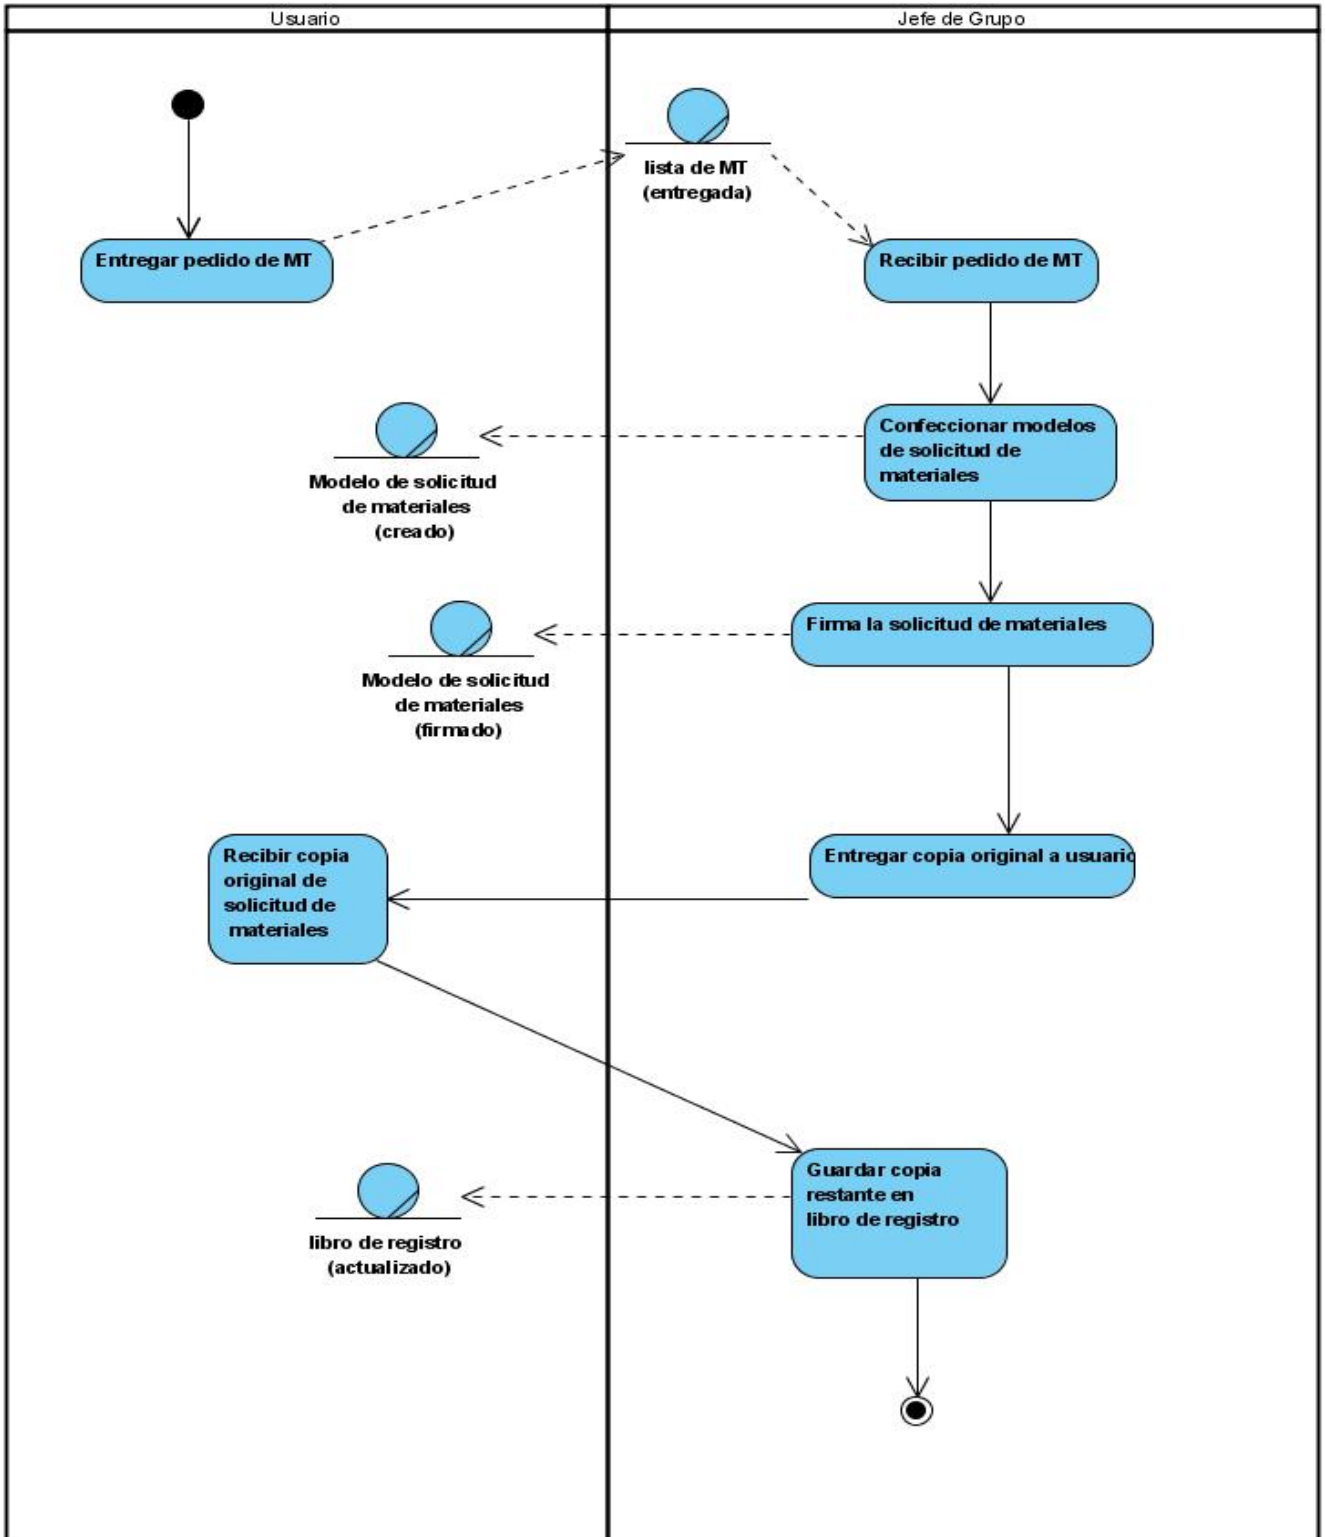 Usuario
Jefe de Grupo
lista de MT
(entregada)
Entregar pedido de MT
Recibir pedido de MT
Confeccionar modelos
de solicitud de
materiales
Modelo de solicitud
de materiales
(creado)
Firma la solicitud de materiales
Modelo de solicitud
de materiales
(firmado)
Recibir copia
original de
solicitud de
materiales
Entregar copia original a usuario
Guardar copia
restante en
libro de registro
libro de registro
(actualizado)